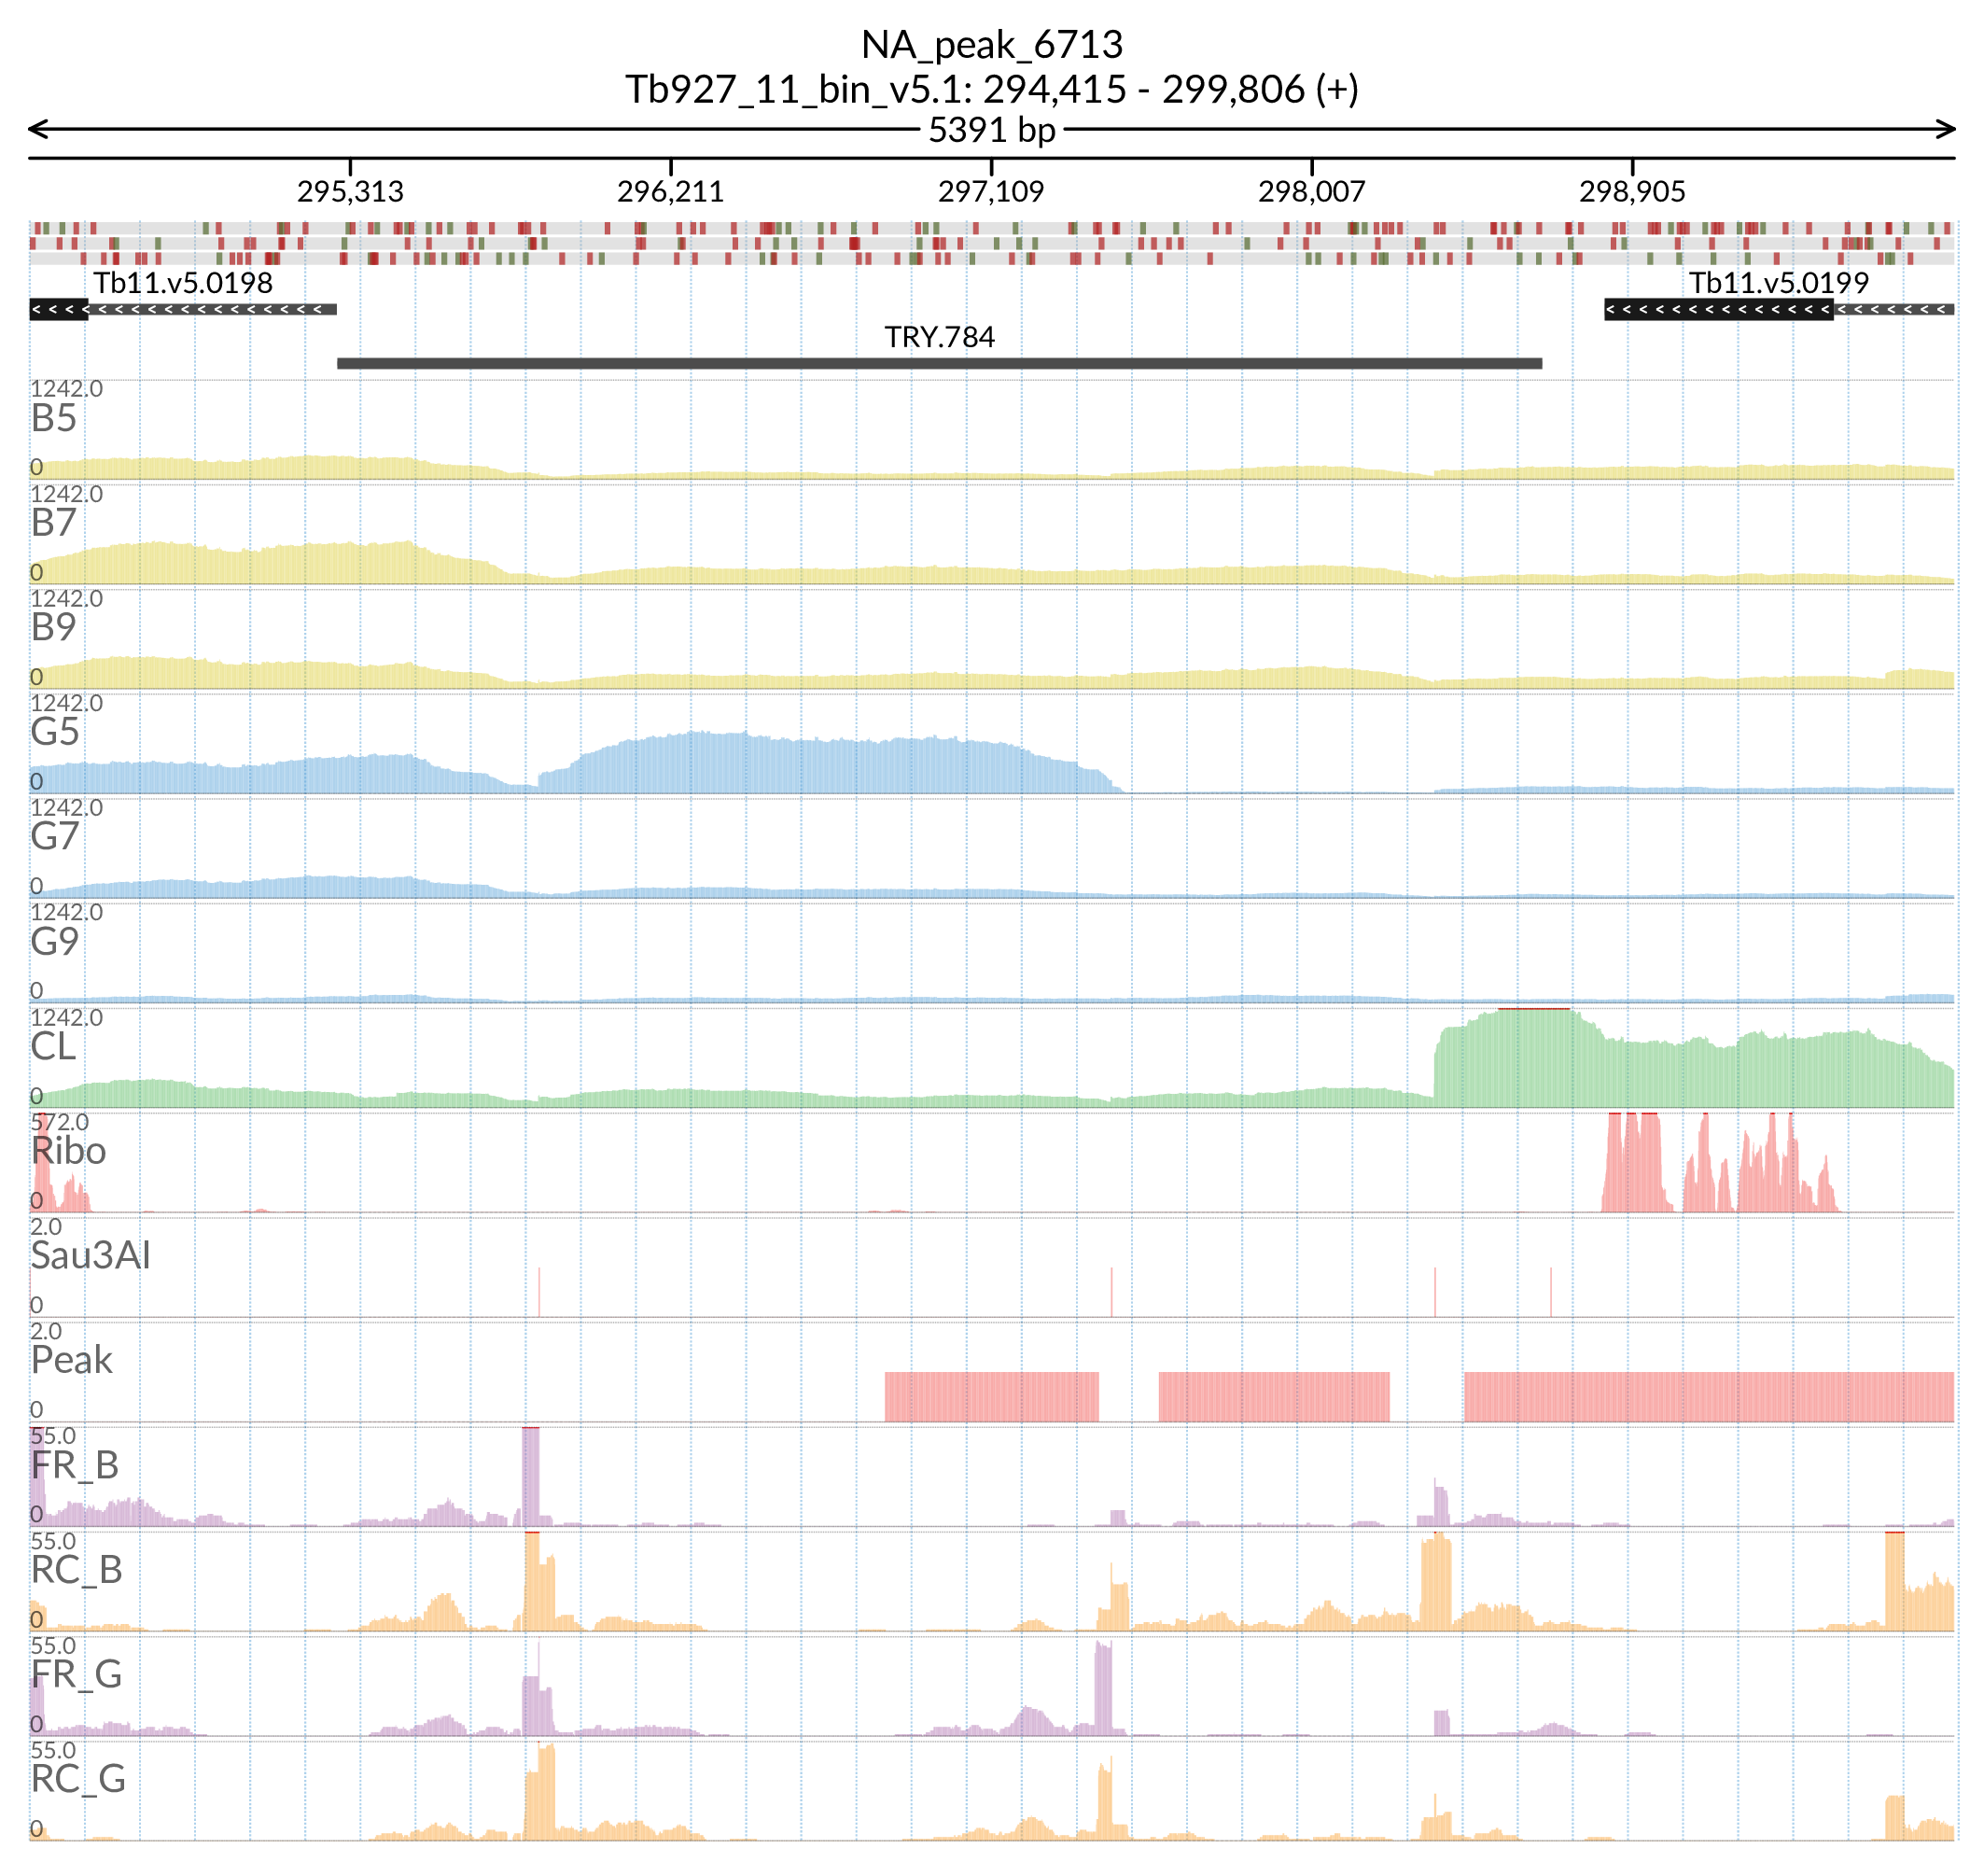 NA_peak_6713
Tb927_11_bin_v5.1: 294,415 - 299,806 (+)
5391 bp
295,313 296,211 297,109 298,007 298,905
Tb11.v5.0198 Tb11.v5.0199
TRY.784
1242.0
B5
0
1242.0
B7
0
1242.0
B9
0
1242.0
G5
0
1242.0
G7
0
1242.0
G9
0
1242.0
CL
0
572.0
Ribo
0
2.0
Sau3AI
0
2.0
Peak
0
55.0
FR_B
0
55.0
RC_B
0
55.0
FR_G
0
55.0
RC_G
0